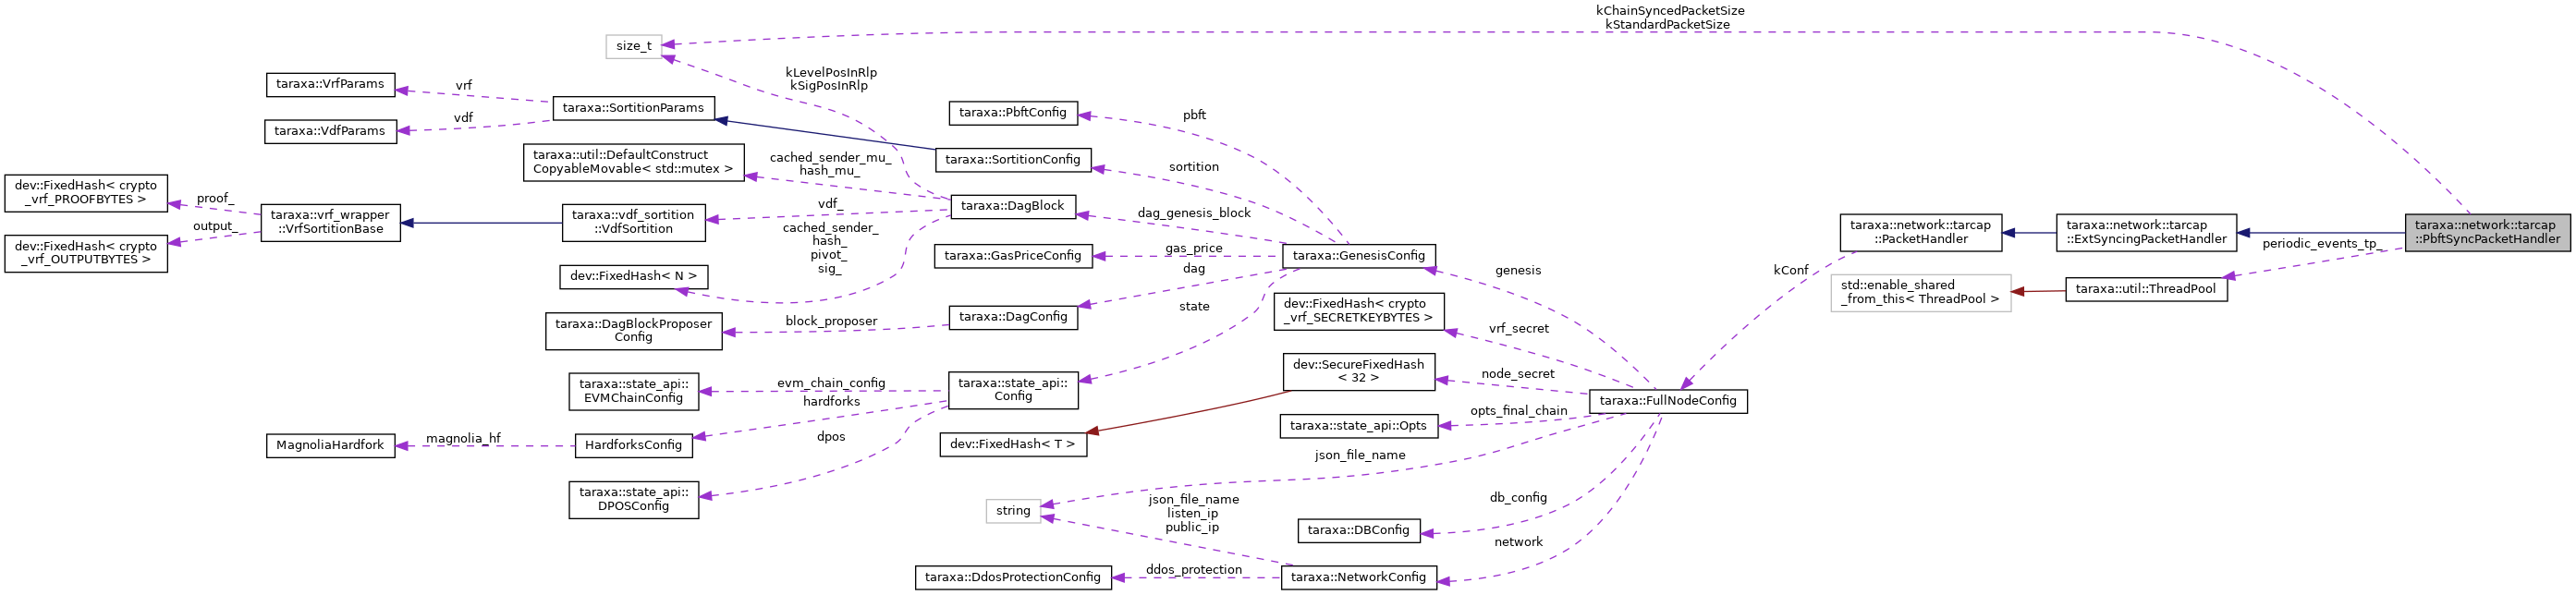 kChainSyncedPacketSize
kStandardPacketSize
size_t
kLevelPosInRlp
kSigPosInRlp
taraxa::VrfParams
vrf
taraxa::SortitionParams
vdf
taraxa::VdfParams
taraxa::PbftConfig
pbft
taraxa::util::DefaultConstruct
CopyableMovable< std::mutex >
cached_sender_mu_
hash_mu_
taraxa::SortitionConfig
sortition
dev::FixedHash< crypto
_vrf_PROOFBYTES >
proof_
taraxa::vrf_wrapper
::VrfSortitionBase
output_
dev::FixedHash< crypto
_vrf_OUTPUTBYTES >
taraxa::vdf_sortition
::VdfSortition
vdf_
taraxa::DagBlock
dag_genesis_block
cached_sender_
hash_
pivot_
sig_
dev::FixedHash< N >
taraxa::GasPriceConfig
gas_price
taraxa::GenesisConfig
dag
state
genesis
taraxa::DagBlockProposer
Config
block_proposer
taraxa::DagConfig
dev::FixedHash< crypto
_vrf_SECRETKEYBYTES >
vrf_secret
dev::SecureFixedHash
< 32 >
node_secret
taraxa::state_api::
EVMChainConfig
evm_chain_config
taraxa::state_api::
Config
hardforks
MagnoliaHardfork
magnolia_hf
HardforksConfig
dpos
taraxa::state_api::
DPOSConfig
dev::FixedHash< T >
taraxa::state_api::Opts
opts_final_chain
json_file_name
string
json_file_name
listen_ip
public_ip
taraxa::DBConfig
db_config
network
taraxa::DdosProtectionConfig
ddos_protection
taraxa::NetworkConfig
taraxa::FullNodeConfig
kConf
taraxa::network::tarcap
::PacketHandler
taraxa::network::tarcap
::ExtSyncingPacketHandler
taraxa::network::tarcap
::PbftSyncPacketHandler
periodic_events_tp_
std::enable_shared
_from_this< ThreadPool >
taraxa::util::ThreadPool